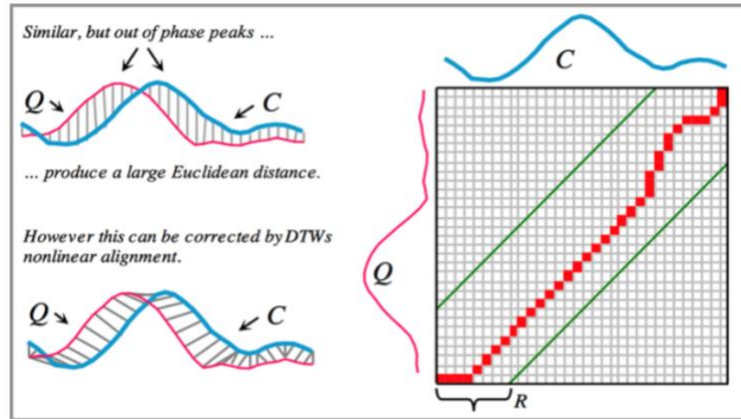 Similar, but out of phase peaks ...
Q
C
... produce a large Euclidean distance.
However this can be corrected by DTWs
nonlinear alignment.
Q
C
C
Q
R